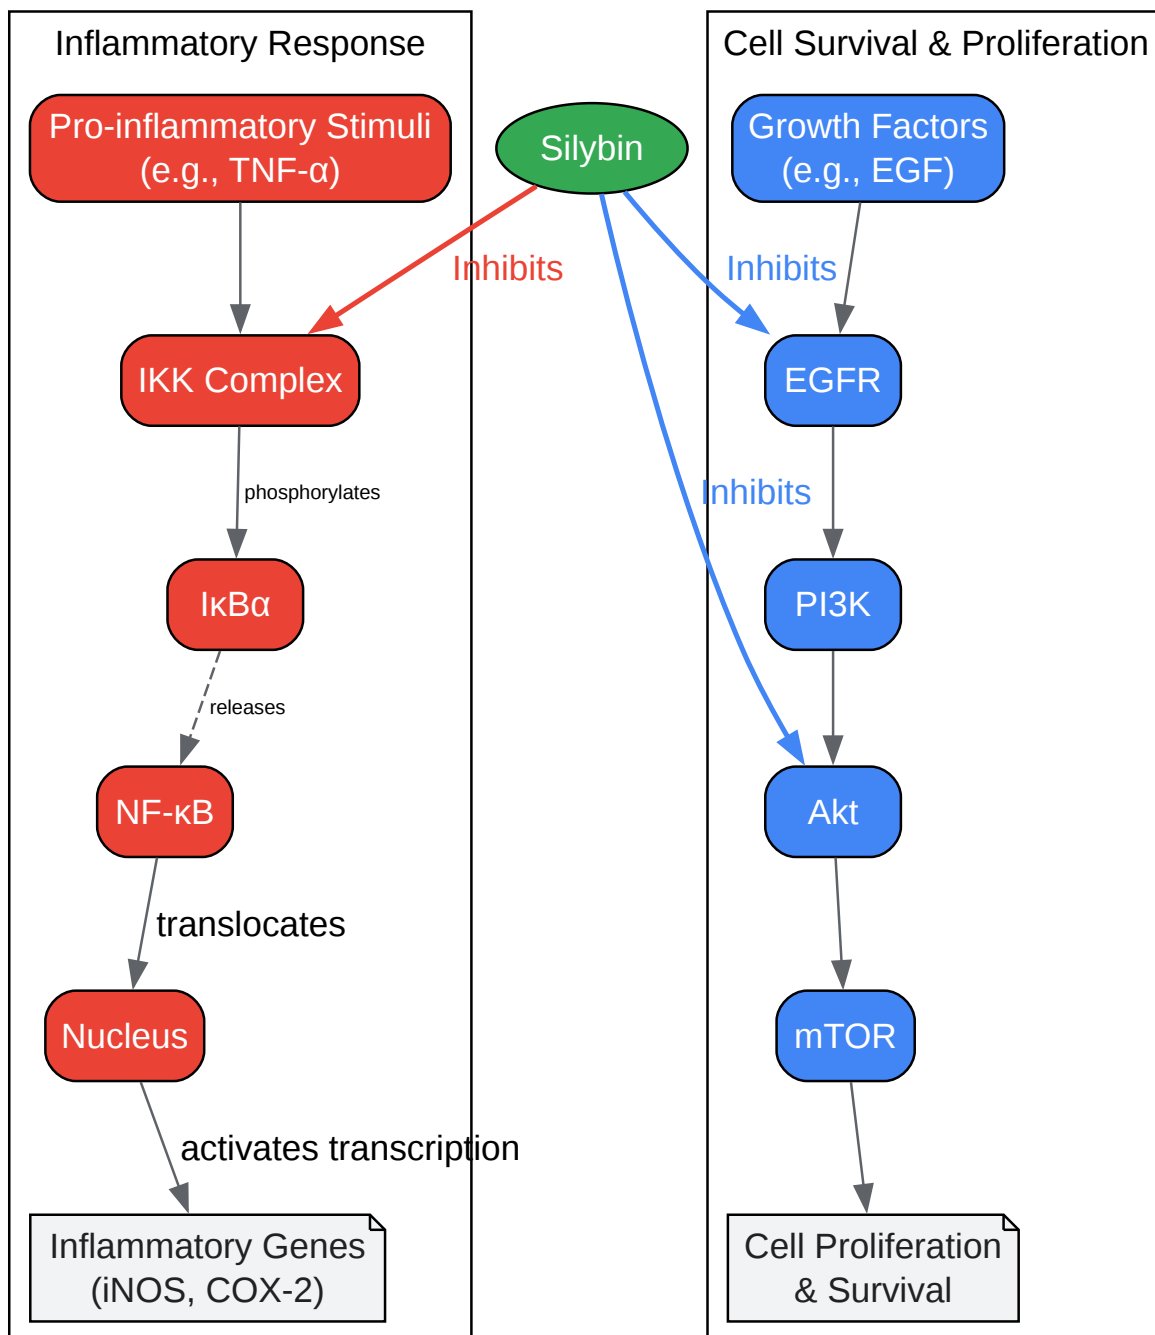 Inflammatory Response
Pro-inflammatory Stimuli
(e.g., TNF-α)
Inhibits
IKK Complex
phosphorylates
IκBα
releases
NF-κB
translocates
Nucleus
activates transcription
Inflammatory Genes
(iNOS, COX-2)
Silybin
Cell Survival & Proliferation
Growth Factors
(e.g., EGF)
Inhibits
EGFR
Inhibits
PI3K
Akt
mTOR
Cell Proliferation
& Survival